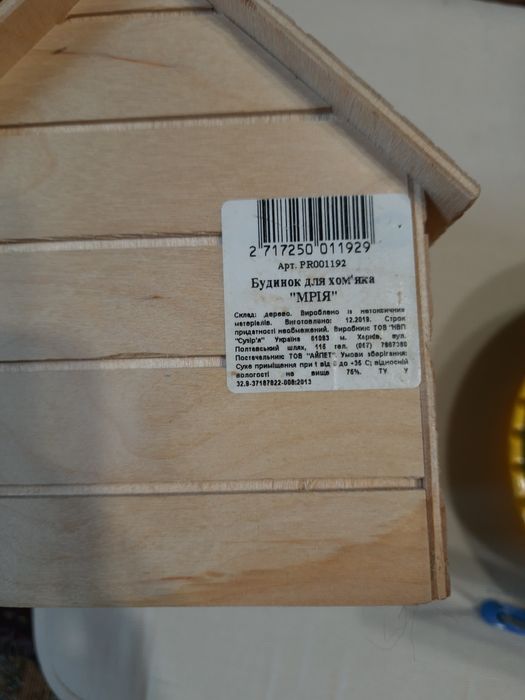 2 717250 011929
Арт. PR001192
Будинок для хом'яка
"МРІЯ"
Склад: дерево. Вироблено із нетоксичних
матеріалів. Виготовлено: 12.2019. Строк
придатності необмежений. Виробник: ТОВ "НВП
"Сузір'я" Україна 61093 м. Харків, вул.
Полтавський шлях, 115 тел. (057)
Постачальник: ТОВ "АЙПЕТ". Умови зберігання:
Сухе приміщення при t від до +35 С; відносній
вологості не вище 75%. ТУ У
32.9-37187822-008:2013